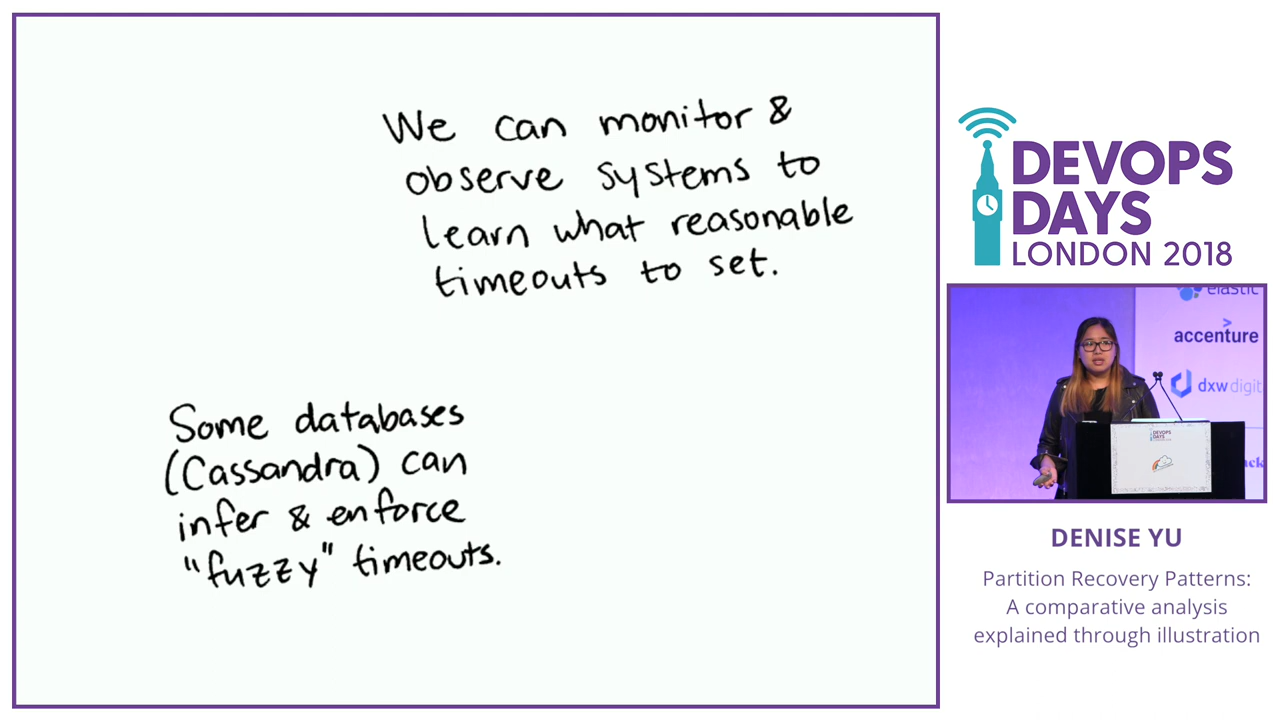 We can monitor &
observe systems to
learn what reasonable
timeouts to set.
Some databases
(Cassandra) can
infer & enforce
"fuzzy" timeouts.
DEVOPS
DAYS
LONDON 2018
elastic
accenture
dxw digit
DEVOPS
DAYS
DENISE YU
Partition Recovery Patterns:
A comparative analysis
explained through illustration